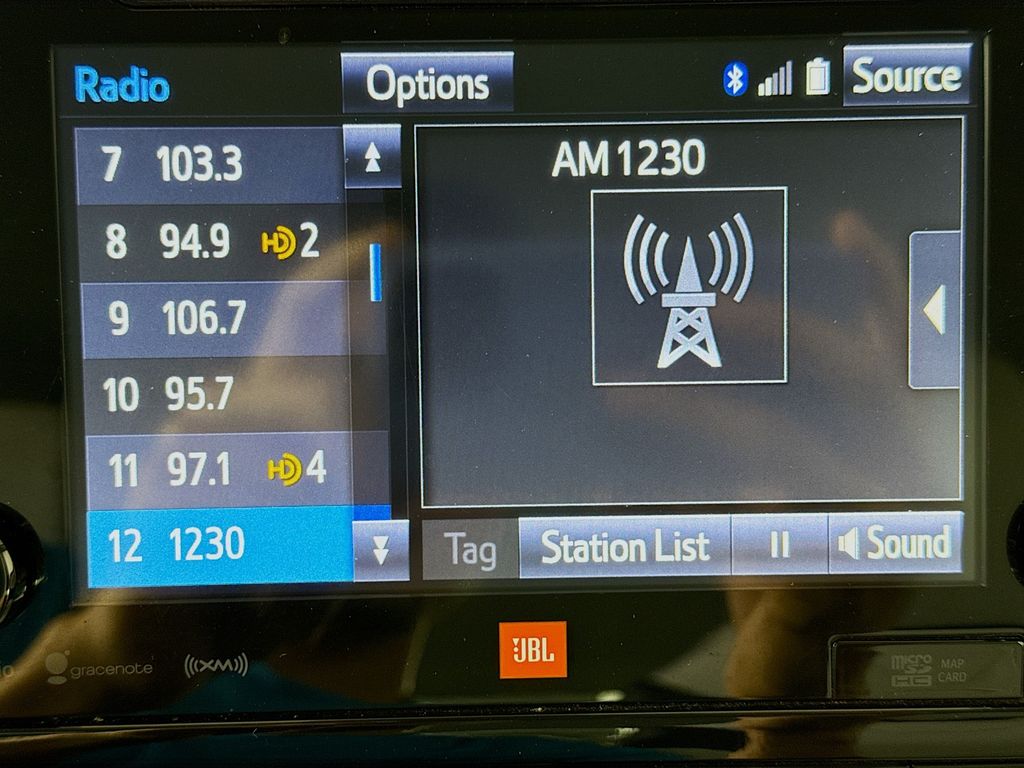 Radio
Options
Source
7 103.3
8 94.9 HD 2
9 106.7
10 95.7
11 97.1 HD 4
12 1230
AM 1230
Tag
Station List
Sound
JBL
gracenote
((XM))
micro
SD
HC
MAP
CARD